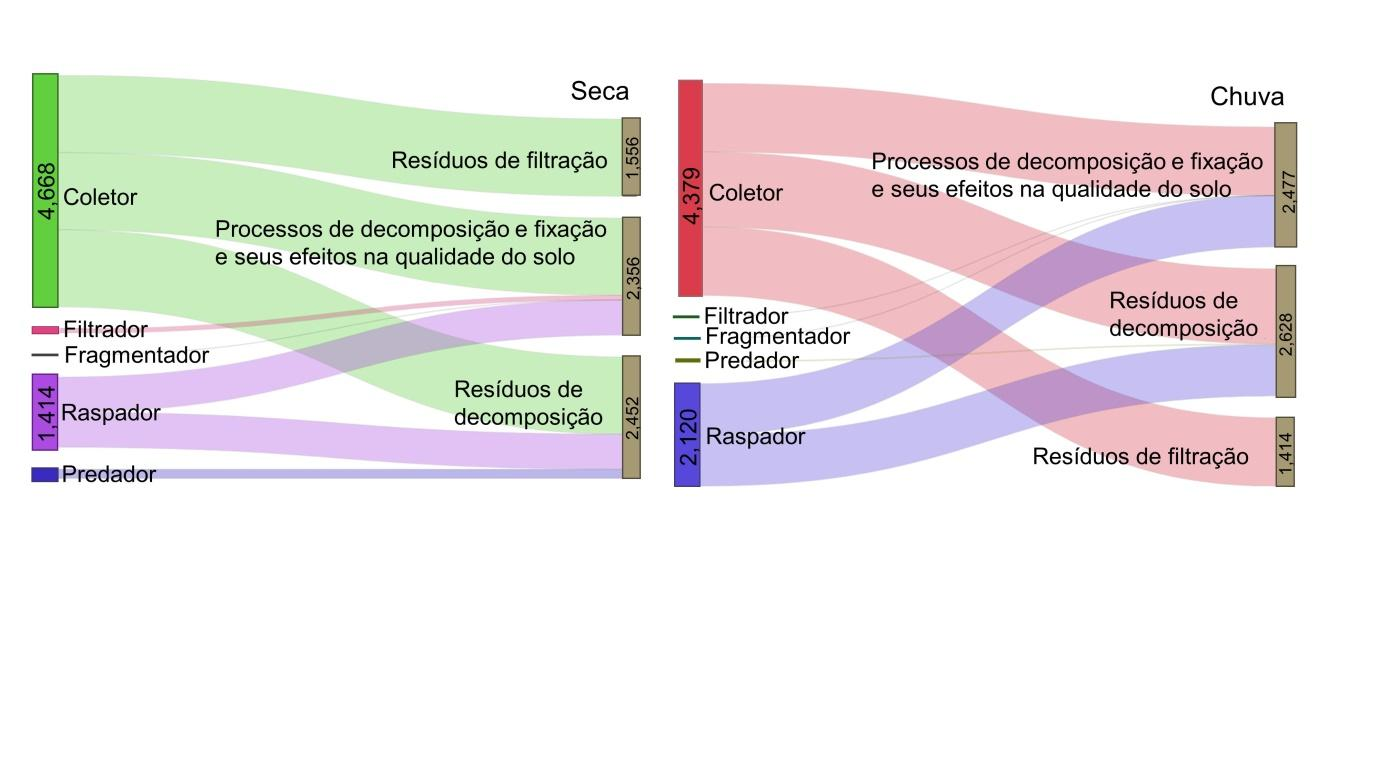 Seca
4,668
Coletor
Filtrador
Fragmentador
1,414
Raspador
Predador
Resíduos de filtração
1,556
Processos de decomposição e fixação
e seus efeitos na qualidade do solo
2,356
Resíduos de
decomposição
2,452
Chuva
4,379
Coletor
Filtrador
Fragmentador
Predador
2,120
Raspador
Processos de decomposição e fixação
e seus efeitos na qualidade do solo
2,477
Resíduos de
decomposição
2,628
Resíduos de filtração
1,414